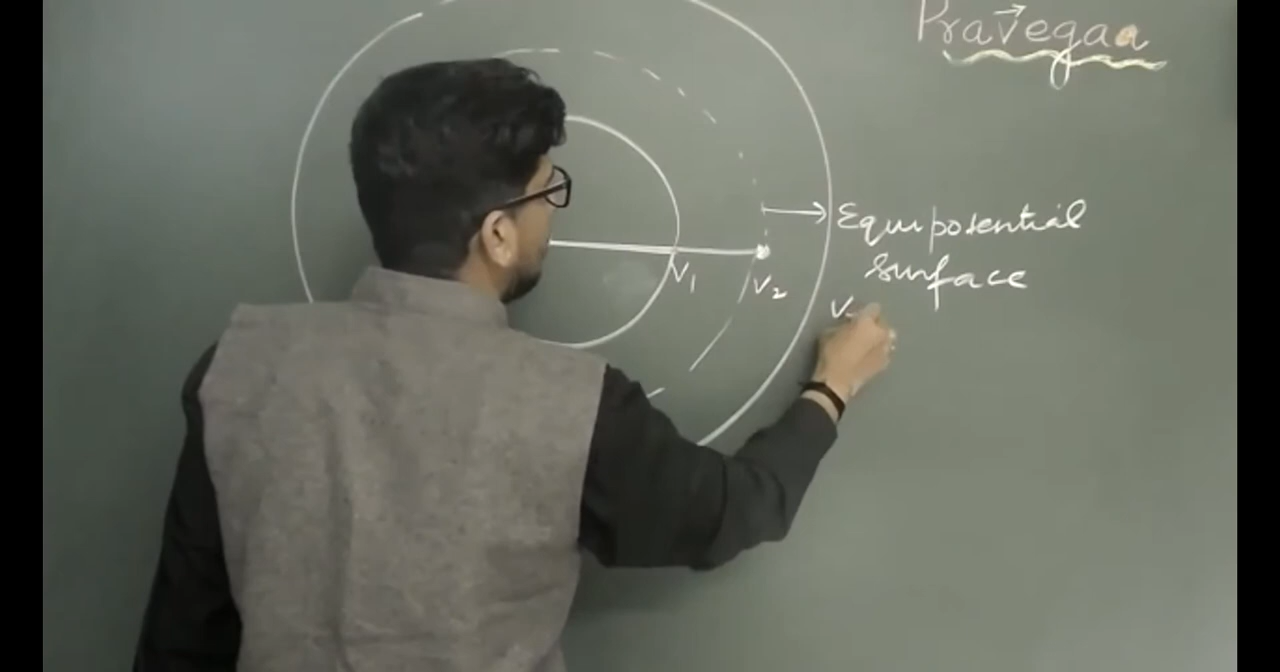 Pravegaa
Equipotential
surface
V₁
V₂
V